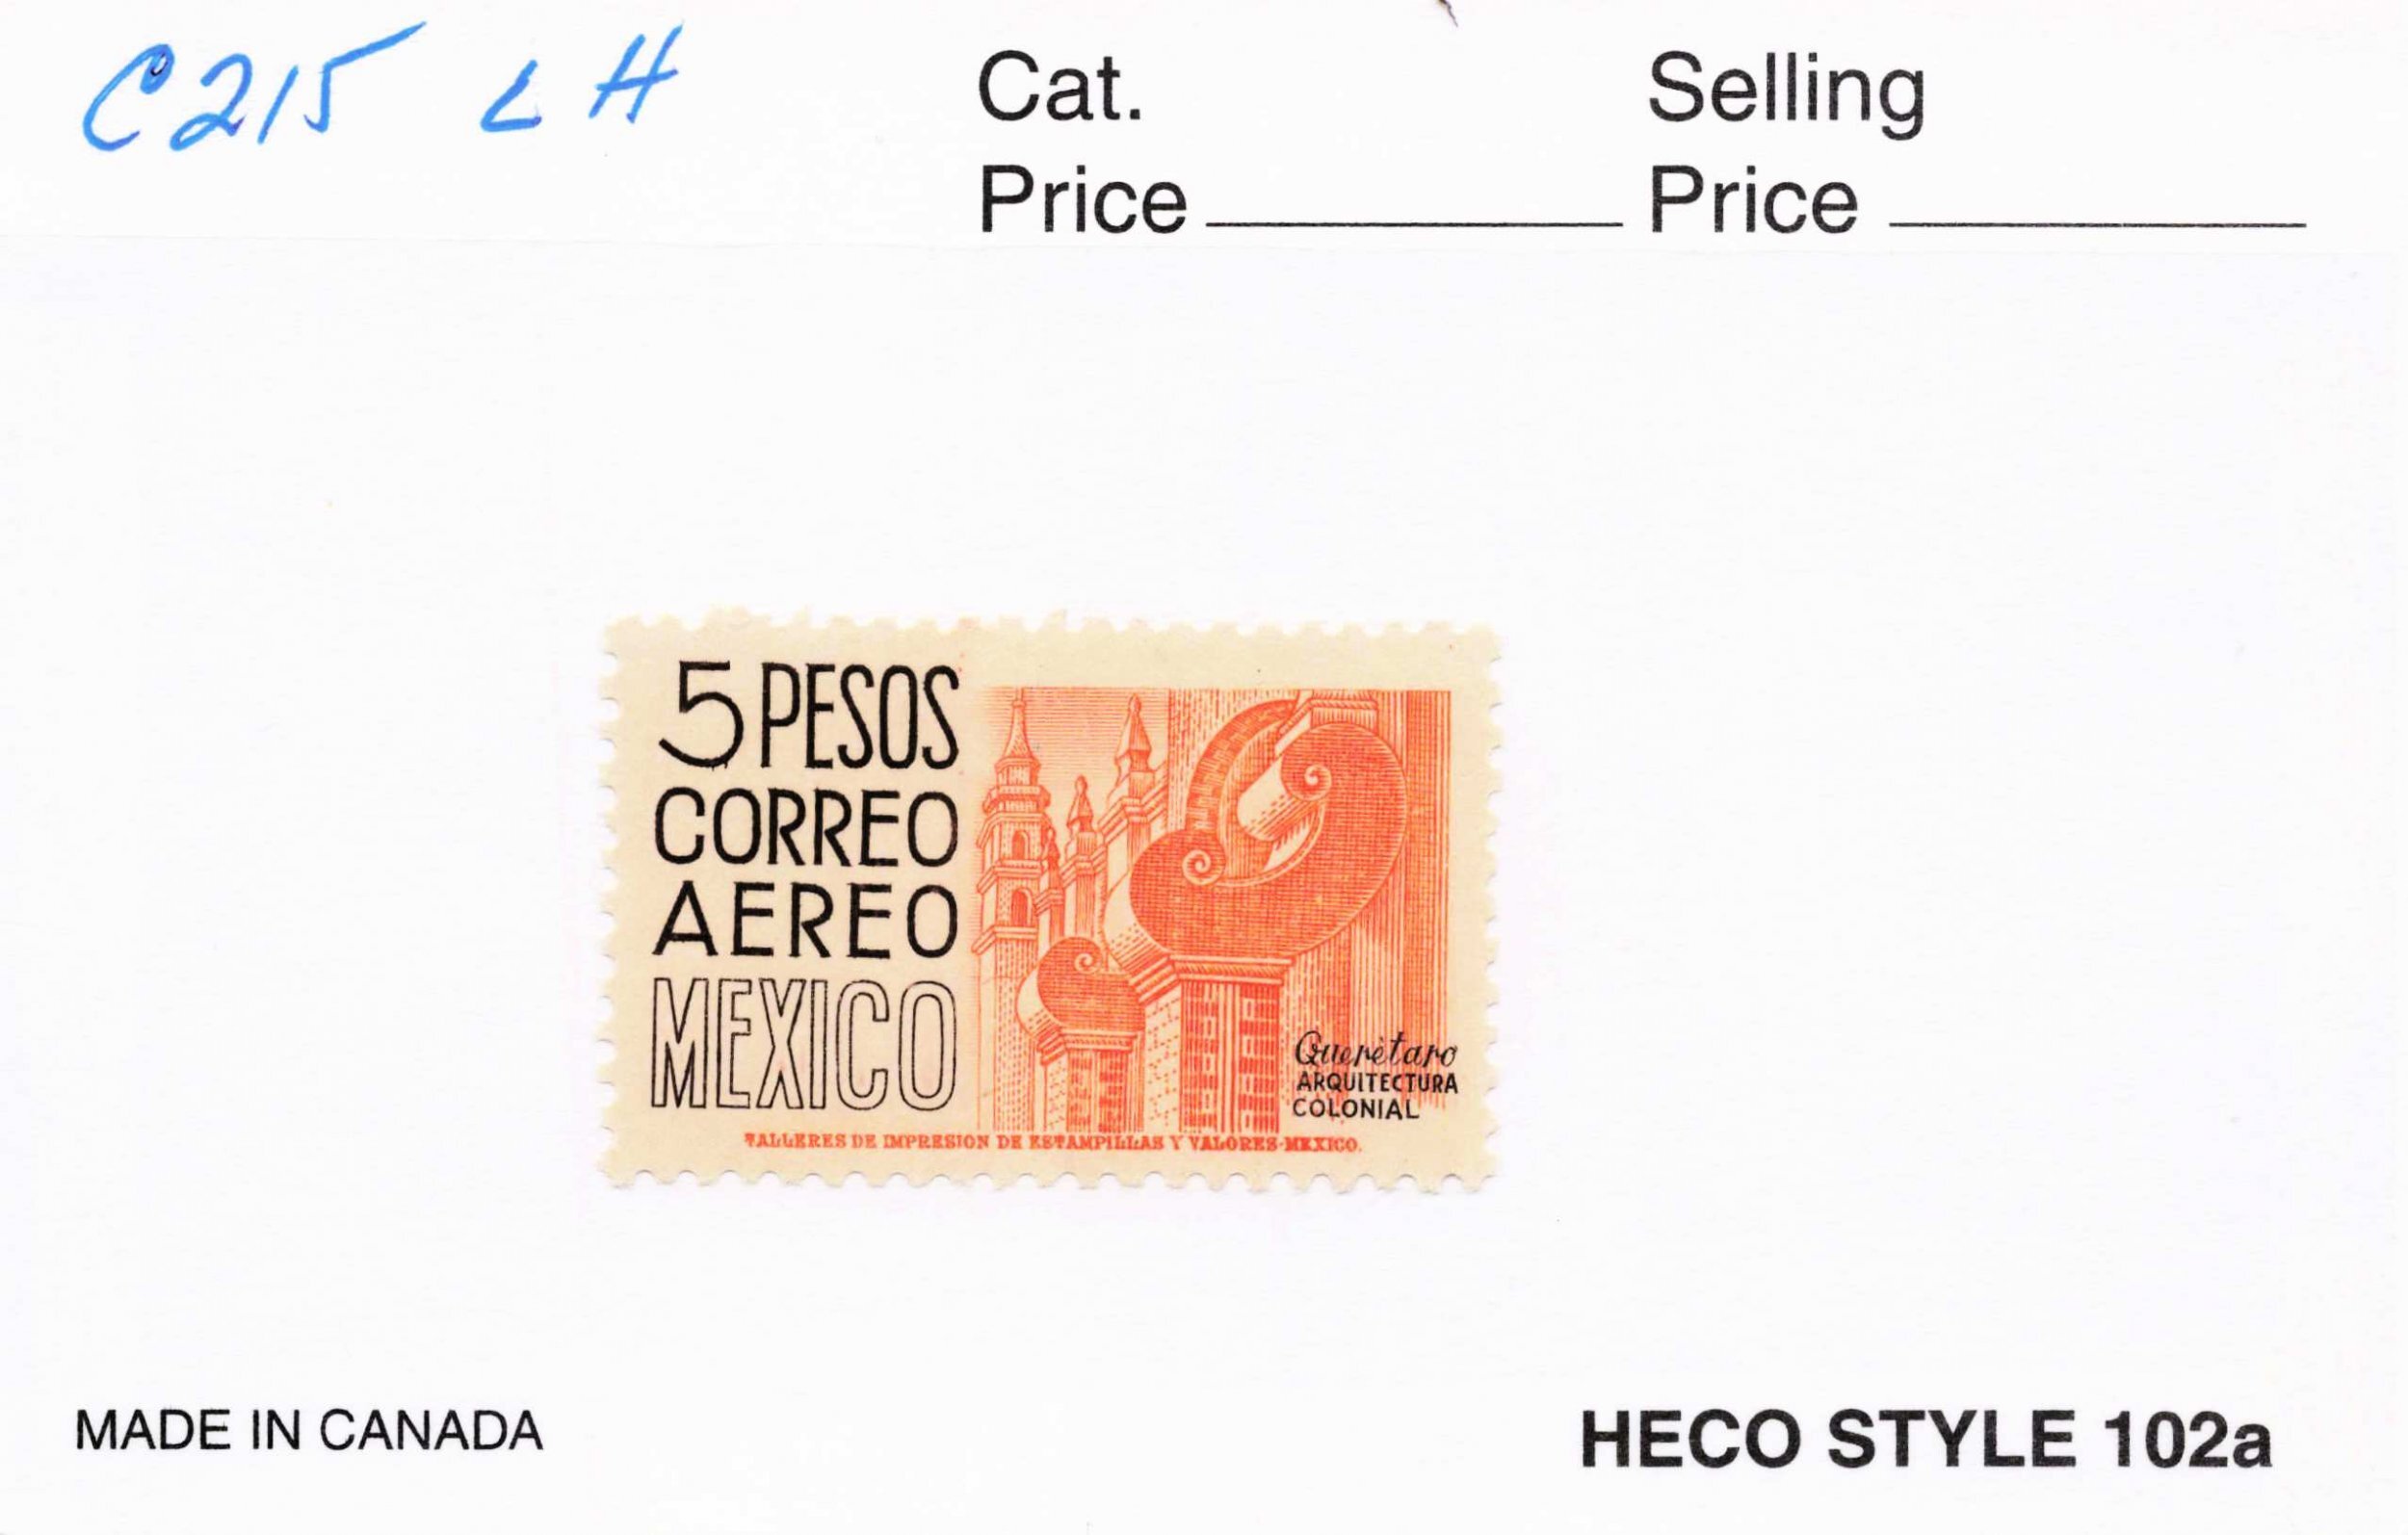 C215 LH
Cat.
Price
Selling
Price
5 PESOS
CORREO
AEREO
MEXICO
Querètaro
ARQUITECTURA
COLONIAL
TALLERES DE IMPRESION DE ESTAMPILLAS Y VALORES-MEXICO.
MADE IN CANADA
HECO STYLE 102a